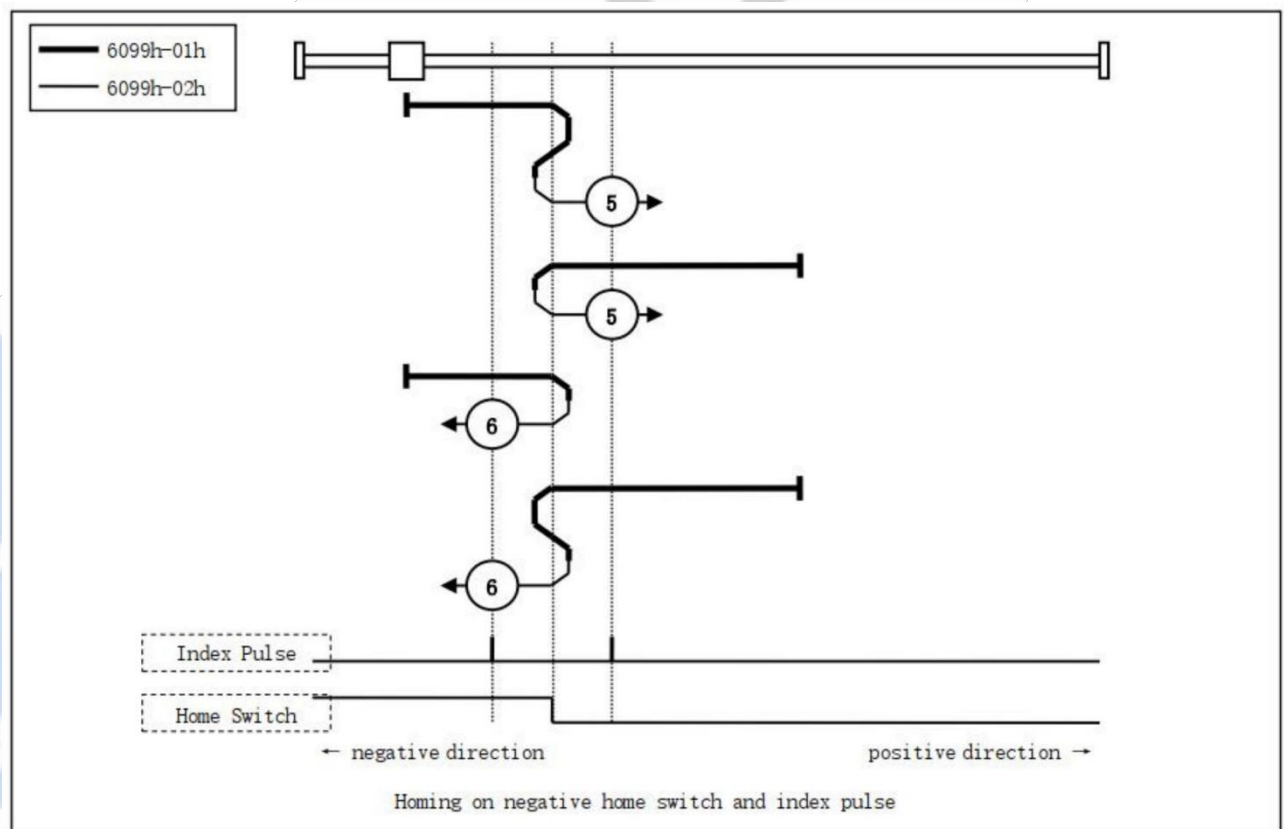 6099h-01h
6099h-02h
5
5
6
6
Index Pulse
Home Switch
← negative direction positive direction →
Homing on negative home switch and index pulse